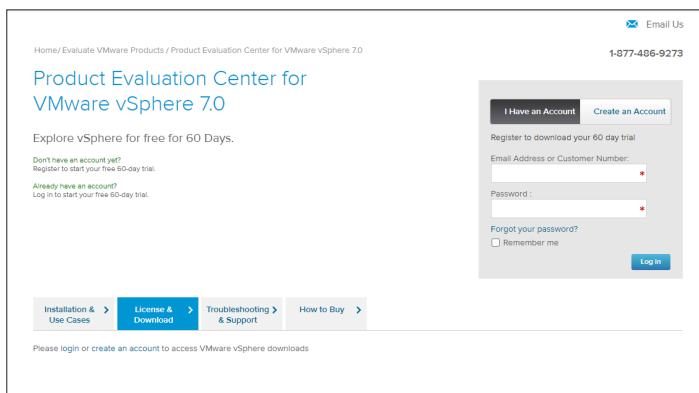 Email Us
Home/ Evaluate VMware Products / Product Evaluation Center for VMware vSphere 7.0
1-877-486-9273
Product Evaluation Center for
VMware vSphere 7.0
Explore vSphere for free for 60 Days.
Don't have an account yet?
Register to start your free 60-day trial.
Already have an account?
Log in to start your free 60-day trial.
I Have an Account
Create an Account
Register to download your 60 day trial
Email Address or Customer Number:
*
Password :
*
Forgot your password?
Remember me
Log in
Installation &
Use Cases
License &
Download
Troubleshooting
& Support
How to Buy
Please login or create an account to access VMware vSphere downloads